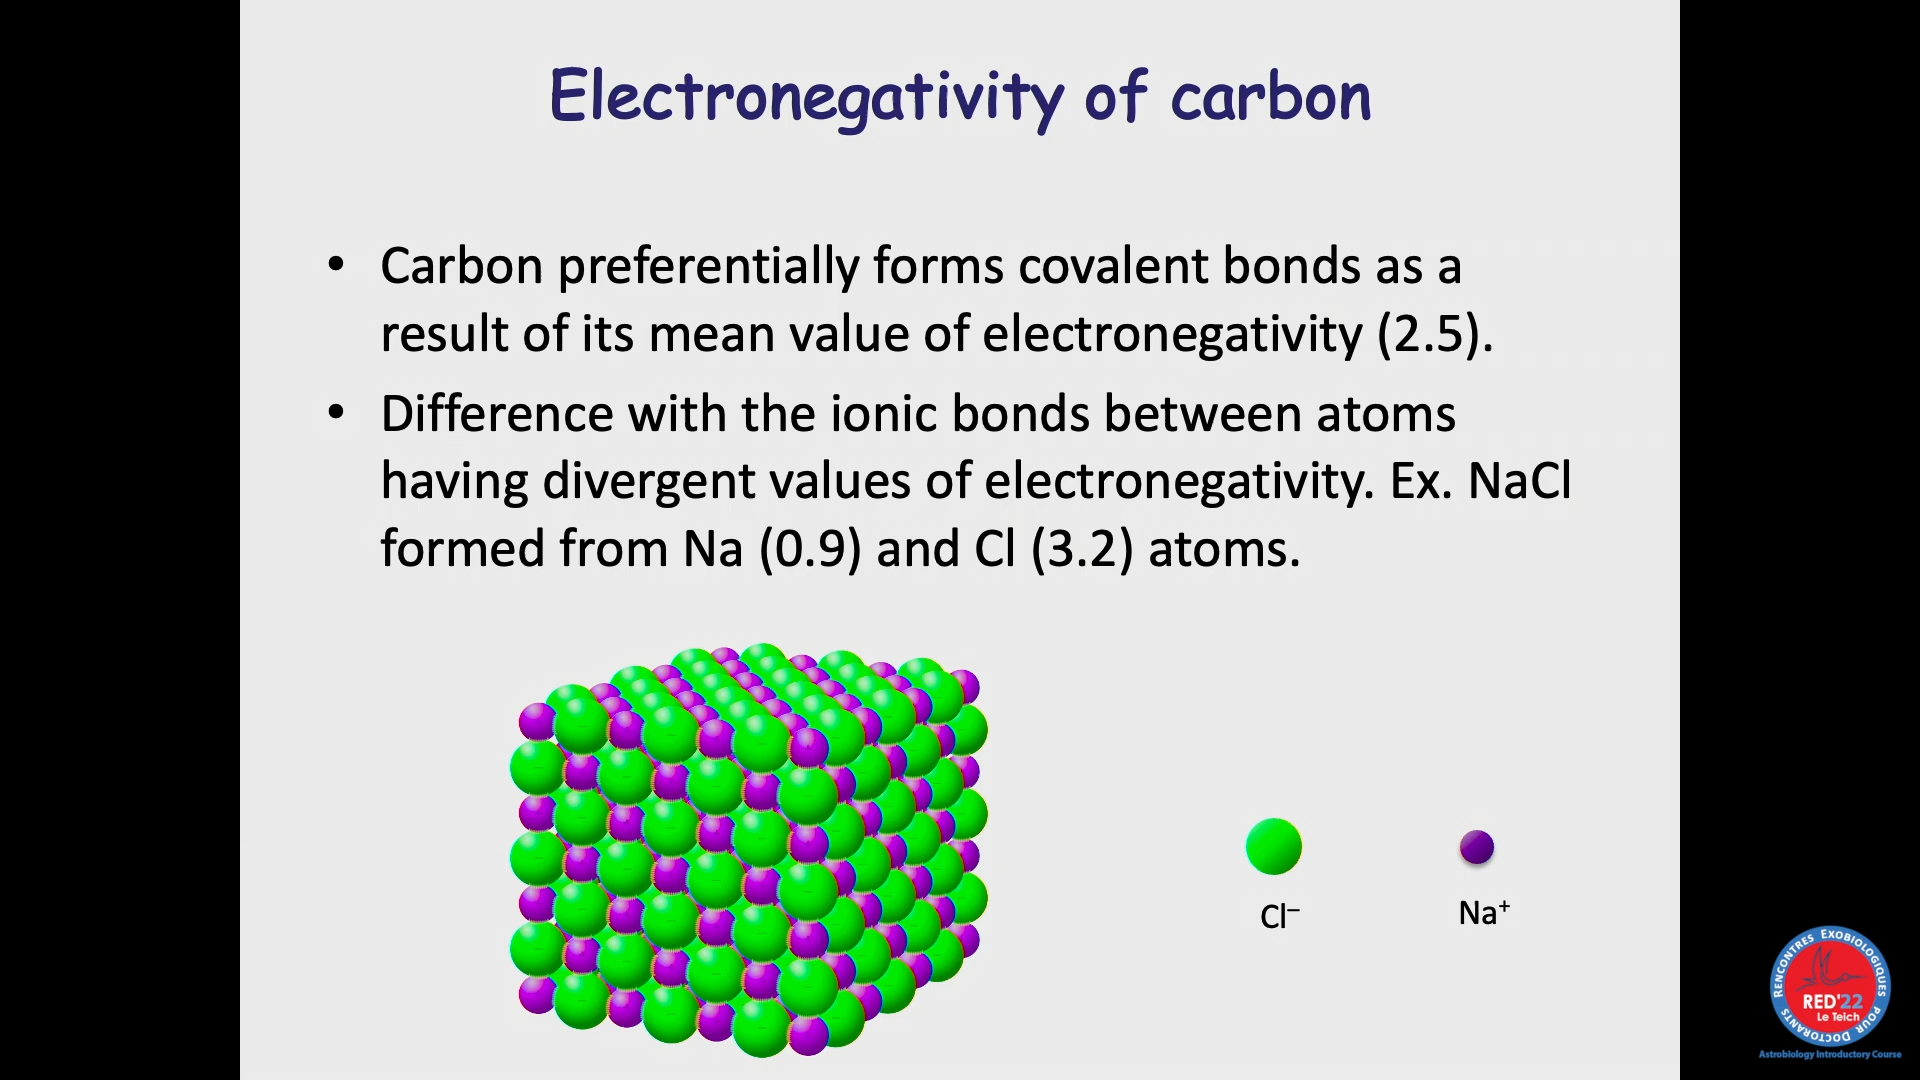 Electronegativity of carbon
• Carbon preferentially forms covalent bonds as a
result of its mean value of electronegativity (2.5).
• Difference with the ionic bonds between atoms
having divergent values of electronegativity. Ex. NaCl
formed from Na (0.9) and Cl (3.2) atoms.
Cl⁻
Na⁺
RENCONTRES EXOBIOLOGIQUES POUR DOCTORANTS
RED'22
Le Teich
Astrobiology Introductory Course